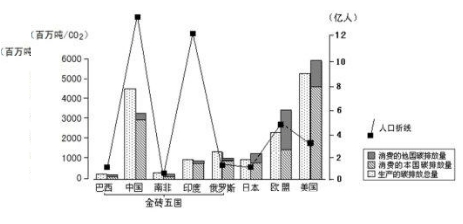 (百万吨/CO2)
(百万吨
(亿人)
6000
5000
4000
3000
2000
1000
0
12
10
8
6
4
2
0
巴西 中国 南非 印度 俄罗斯 日本 欧盟 美国
金砖五国
人口折线
消费的他国碳排放量
消费的本国碳排放量
生产的碳排放总量